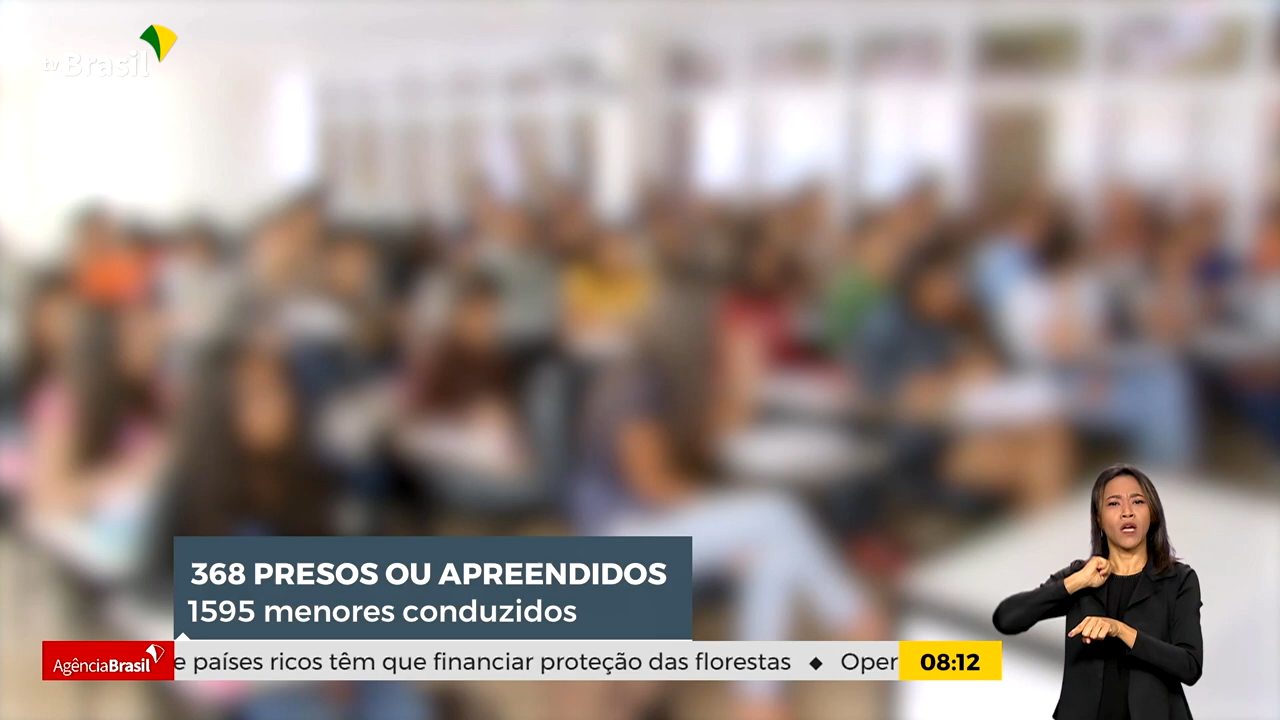 tv Brasil
368 PRESOS OU APREENDIDOS
1595 menores conduzidos
AgênciaBrasil
e países ricos têm que financiar proteção das florestas ◆ Oper
08:12